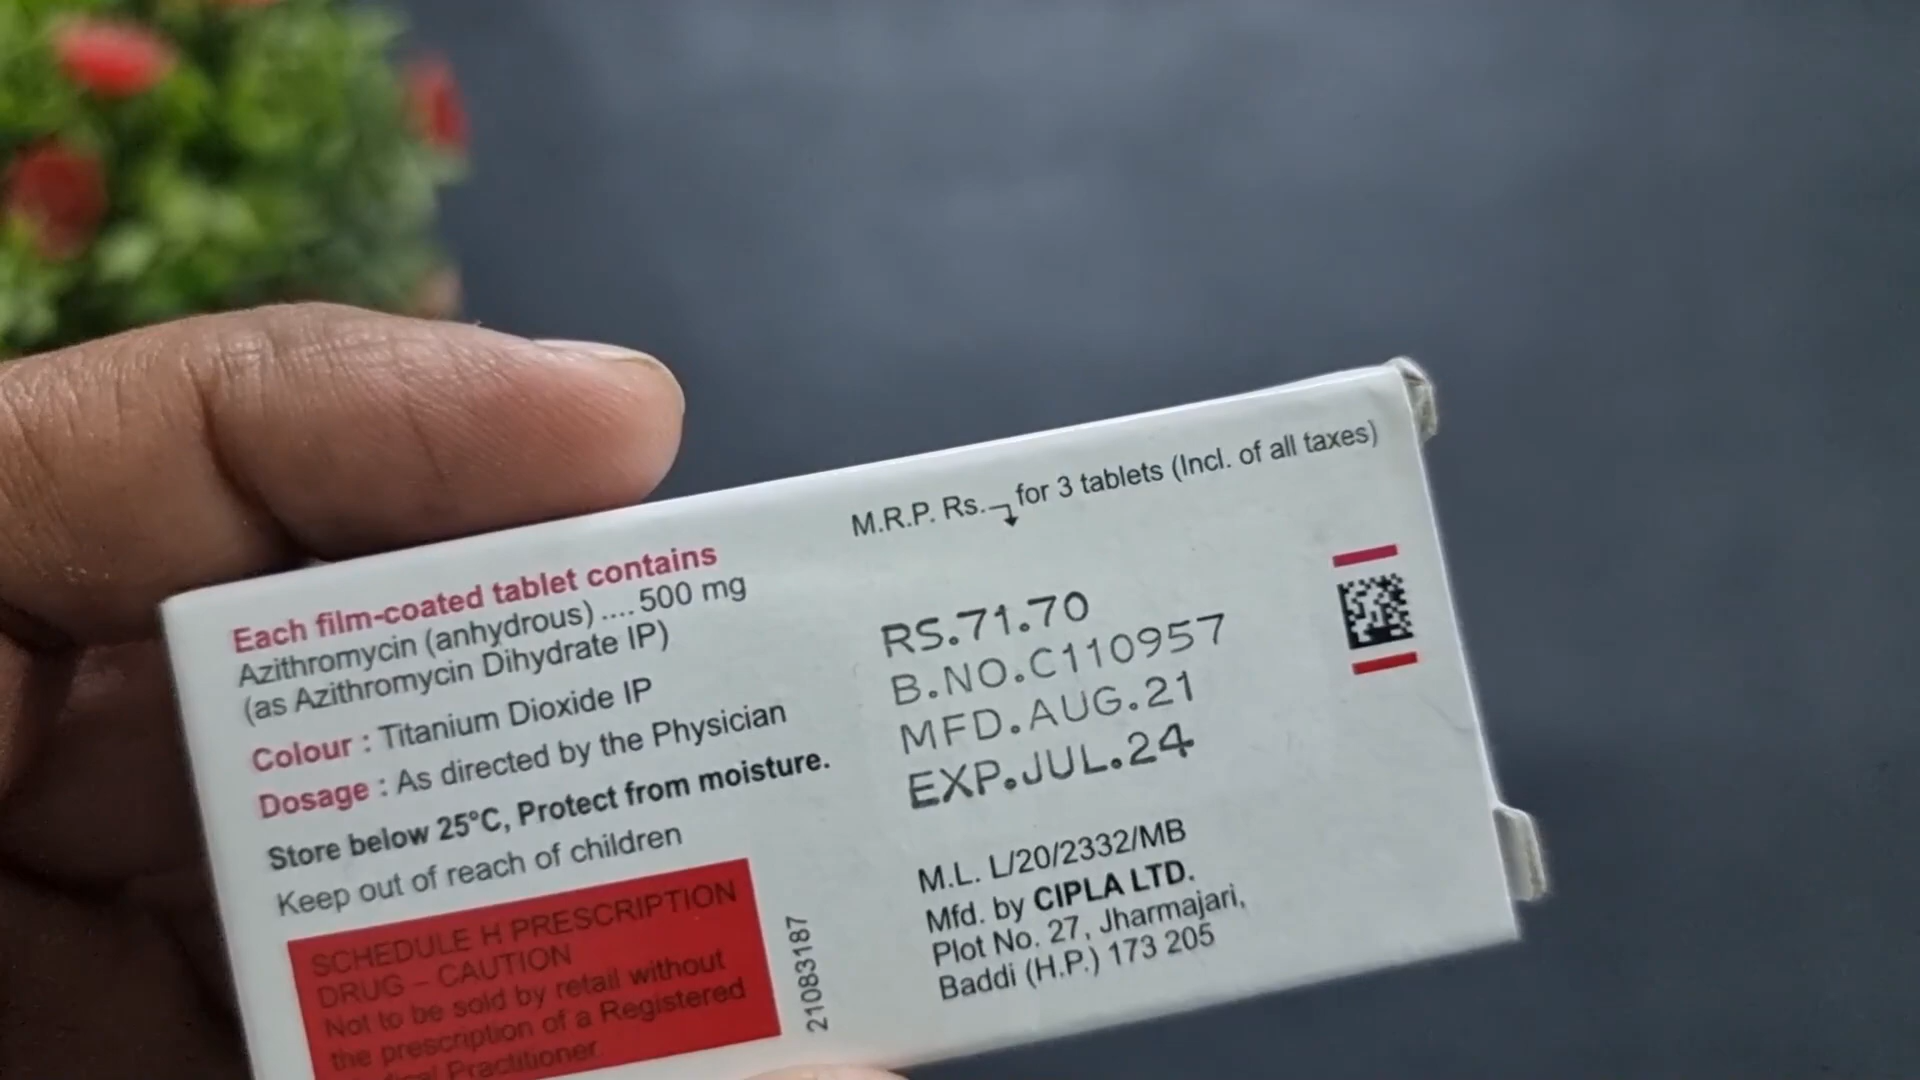 M.R.P. Rs. for 3 tablets (Incl. of all taxes)
Each film-coated tablet contains
Azithromycin (anhydrous) .... 500 mg
(as Azithromycin Dihydrate IP)
Colour : Titanium Dioxide IP
Dosage : As directed by the Physician
Store below 25°C, Protect from moisture.
Keep out of reach of children
SCHEDULE H PRESCRIPTION
DRUG – CAUTION
Not to be sold by retail without
the prescription of a Registered
Practitioner.
21083187
RS.71.70
B.NO.C110957
MFD.AUG.21
EXP.JUL.24
M.L. L/20/2332/MB
Mfd. by CIPLA LTD.
Plot No. 27, Jharmajari,
Baddi (H.P.) 173 205